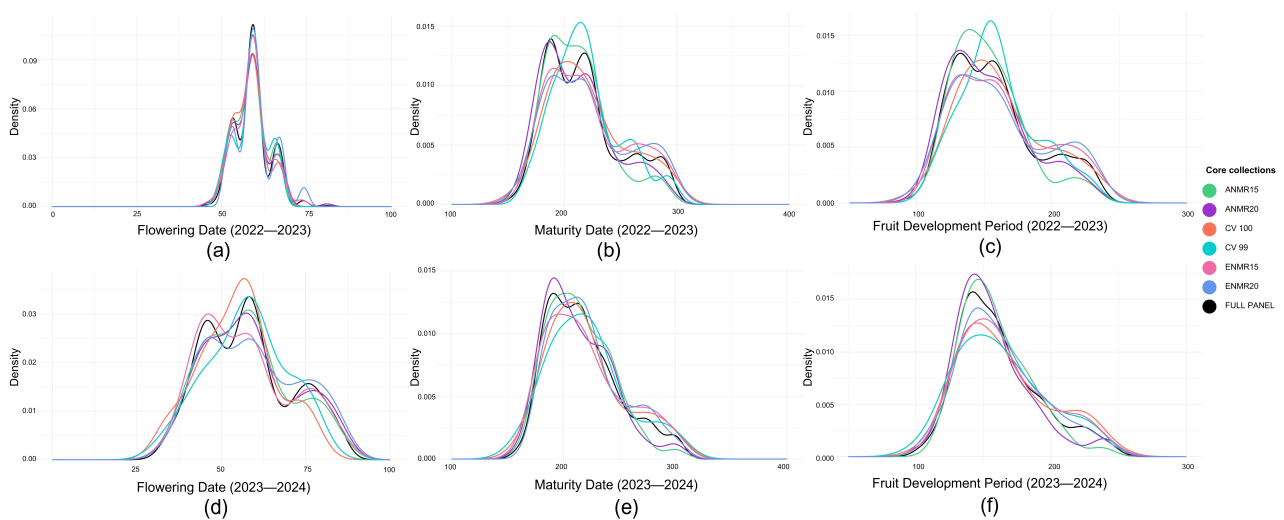 Density
0.09
0.06
0.03
0.00
0
25
50
75
100
Flowering Date (2022—2023)
(a)
Density
0.015
0.010
0.005
0.000
100
200
300
400
Maturity Date (2022—2023)
(b)
Density
0.015
0.010
0.005
0.000
100
200
300
Fruit Development Period (2022—2023)
(c)
Core collections
ANMR15
ANMR20
CV 100
CV 99
ENMR15
ENMR20
FULL PANEL
Density
0.03
0.02
0.01
0.00
25
50
75
100
Flowering Date (2023—2024)
(d)
Density
0.015
0.010
0.005
0.000
100
200
300
400
Maturity Date (2023—2024)
(e)
Density
0.015
0.010
0.005
0.000
100
200
300
Fruit Development Period (2023—2024)
(f)